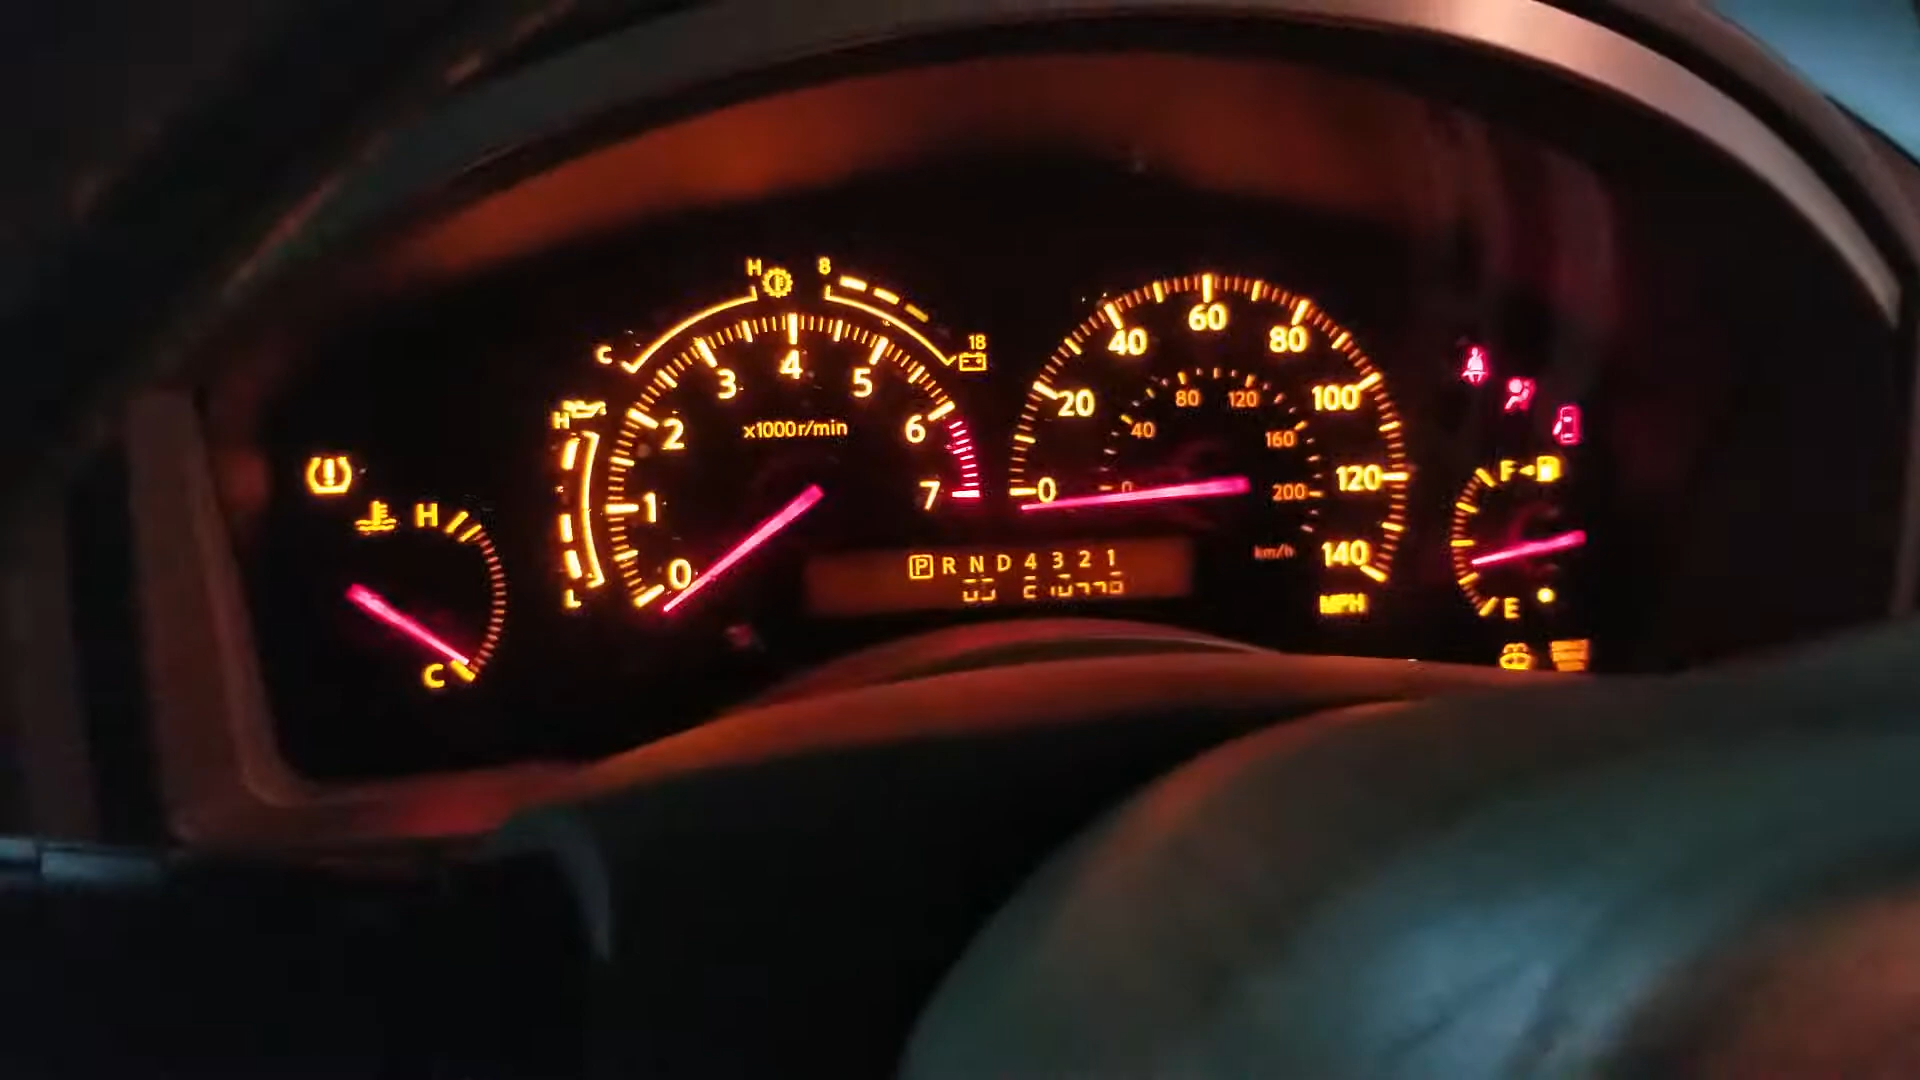 H 8
C 18
3 4 5
2 x1000r/min 6
H
1 7
0
L
H
C
40 60 80
20 80 120 100
40 160
0 0 200 120
km/h 140
MPH
P R N D 4 3 2 1
F
E